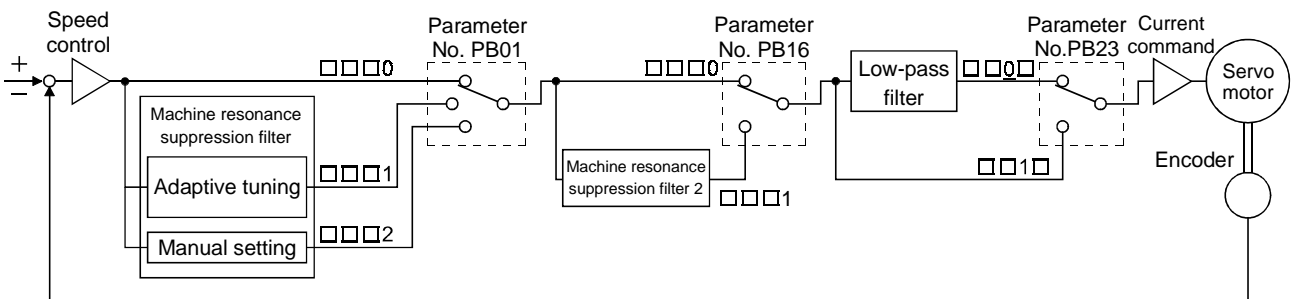 Speed
control
+
−
□□□0
Machine resonance
suppression filter
Adaptive tuning
□□□1
Manual setting
□□□2
Parameter
No. PB01
□□□0
Machine resonance
suppression filter 2
□□□1
Parameter
No. PB16
Low-pass
filter
□□0□
□□1□
Parameter
No.PB23
Current
command
Servo
motor
Encoder